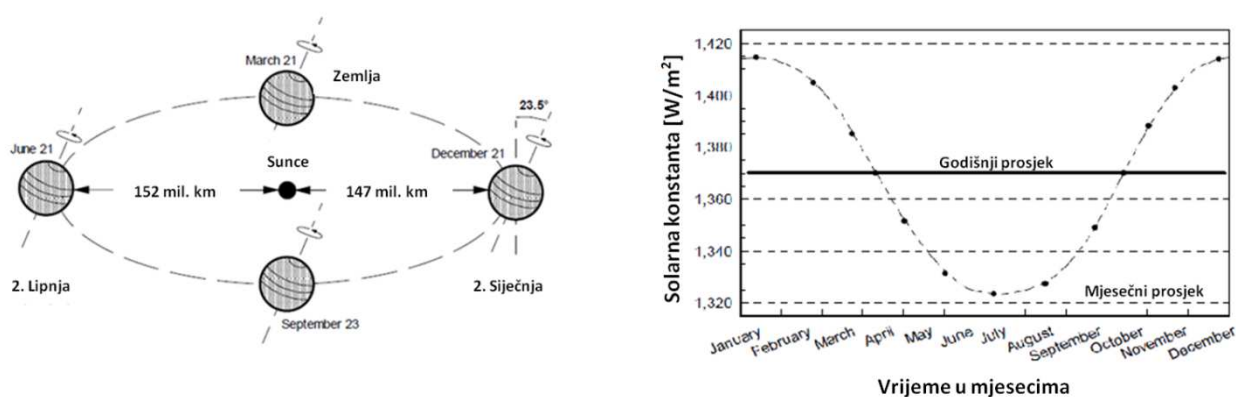 March 21
Zemlja
23.5°
June 21
December 21
Sunce
152 mil. km
147 mil. km
2. Lipnja
2. Siječnja
September 23
Solarna konstanta [W/m²]
1,420
1,400
1,380
1,360
1,340
1,320
Godišnji prosjek
Mjesečni prosjek
January
February
March
April
May
June
July
August
September
October
November
December
Vrijeme u mjesecima